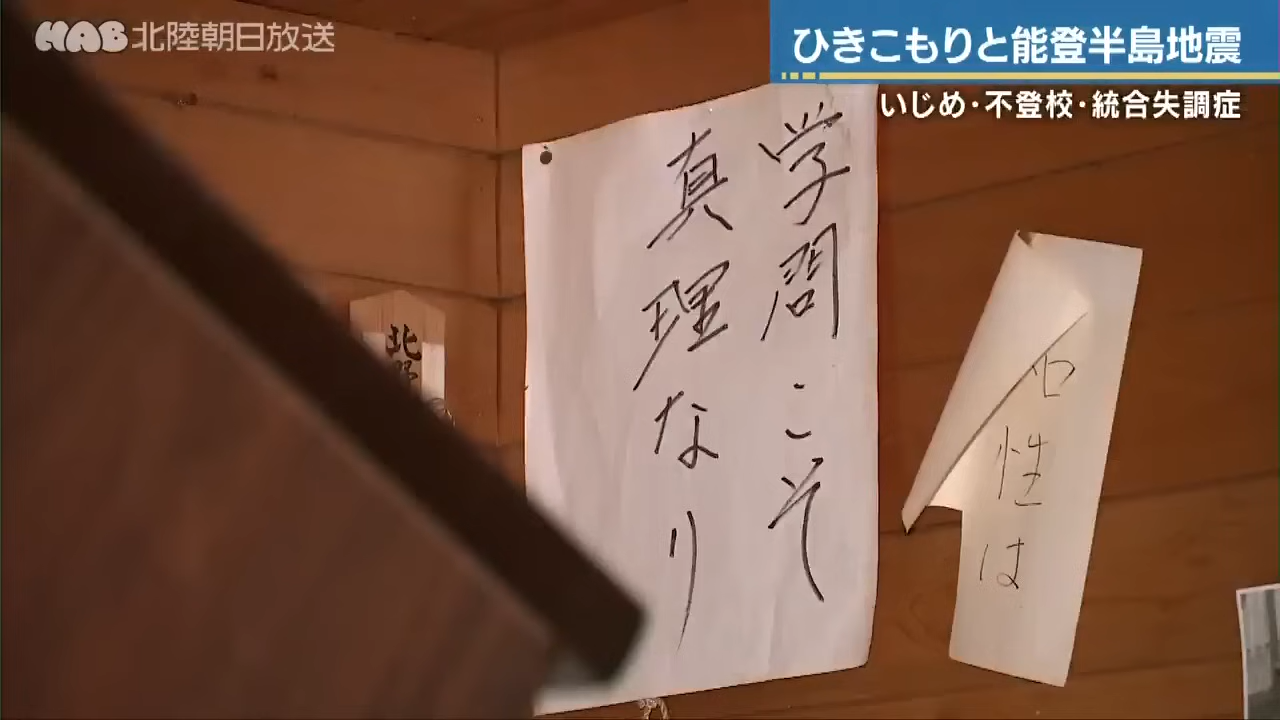 HAB北陸朝日放送
ひきこもりと能登半島地震
いじめ・不登校・統合失調症
学問こそ
真理なり
性は
北野